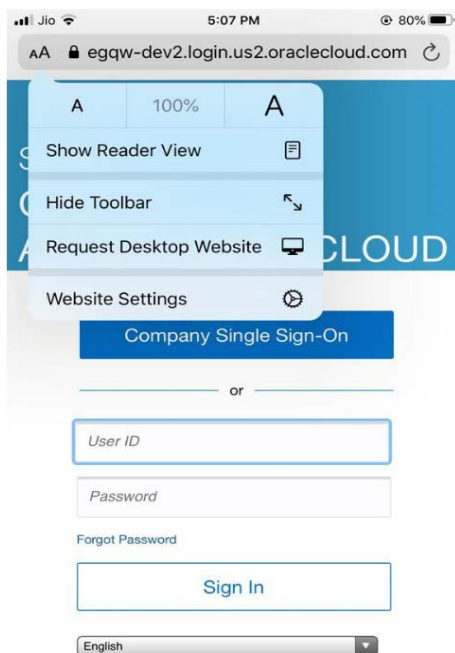 Jio 5:07 PM 80%
AA egqw-dev2.login.us2.oraclecloud.com
A 100% A
Show Reader View
Hide Toolbar
Request Desktop Website
CLOUD
Website Settings
Company Single Sign-On
or
User ID
Password
Forgot Password
Sign In
English